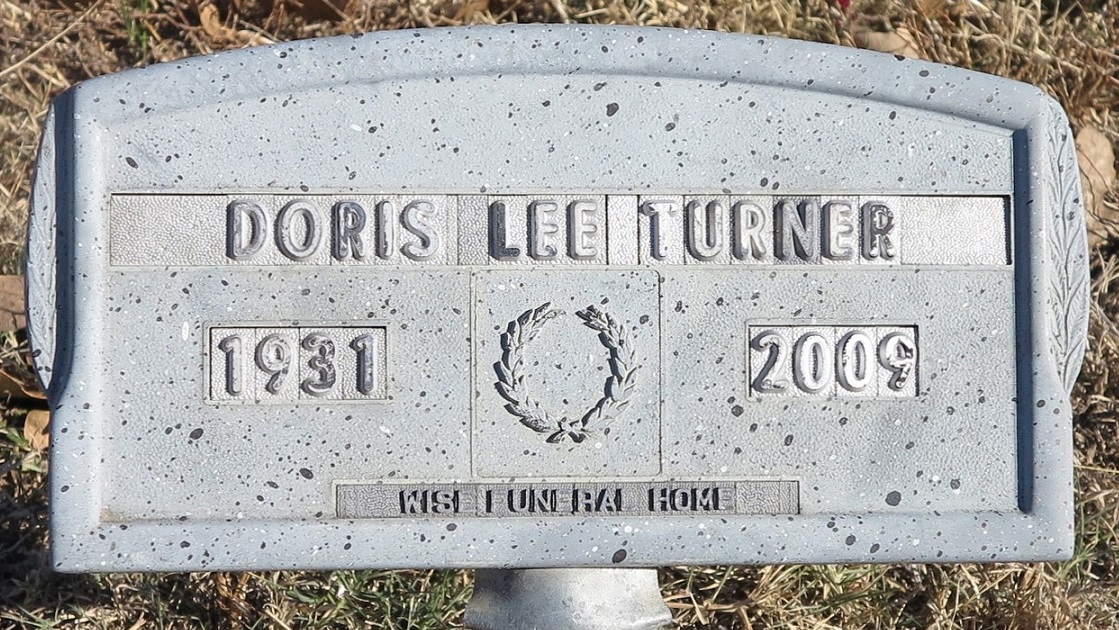 DORIS LEE TURNER
1931 2009
WISE FUNERAL HOME